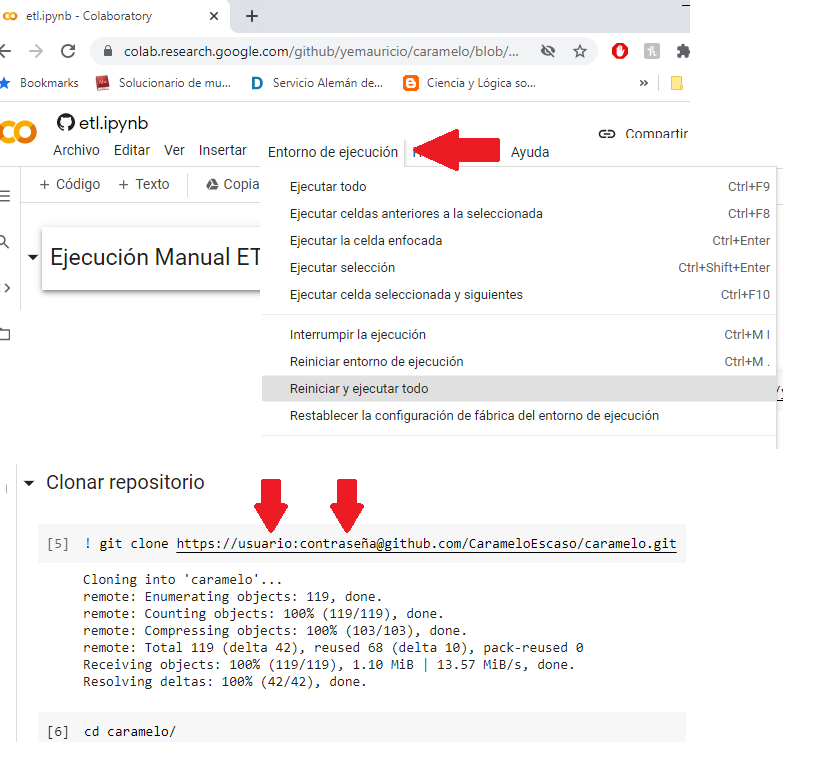 etl.ipynb - Colaboratory
colab.research.google.com/github/yemauricio/caramelo/blob/...
Bookmarks Solucionario de mu... Servicio Alemán de... Ciencia y Lógica so... »
etl.ipynb
Archivo Editar Ver Insertar Entorno de ejecución Ayuda Compartir
+ Código + Texto Copia
Ejecutar todo Ctrl+F9
Ejecutar celdas anteriores a la seleccionada Ctrl+F8
Ejecutar la celda enfocada Ctrl+Enter
Ejecutar selección Ctrl+Shift+Enter
Ejecutar celda seleccionada y siguientes Ctrl+F10
Interrumpir la ejecución Ctrl+M I
Reiniciar entorno de ejecución Ctrl+M .
Reiniciar y ejecutar todo
Restablecer la configuración de fábrica del entorno de ejecución
Ejecución Manual ET
Clonar repositorio
[5] ! git clone https://usuario:contraseña@github.com/CarameloEscaso/caramelo.git
Cloning into 'caramelo'...
remote: Enumerating objects: 119, done.
remote: Counting objects: 100% (119/119), done.
remote: Compressing objects: 100% (103/103), done.
remote: Total 119 (delta 42), reused 68 (delta 10), pack-reused 0
Receiving objects: 100% (119/119), 1.10 MiB | 13.57 MiB/s, done.
Resolving deltas: 100% (42/42), done.
[6] cd caramelo/